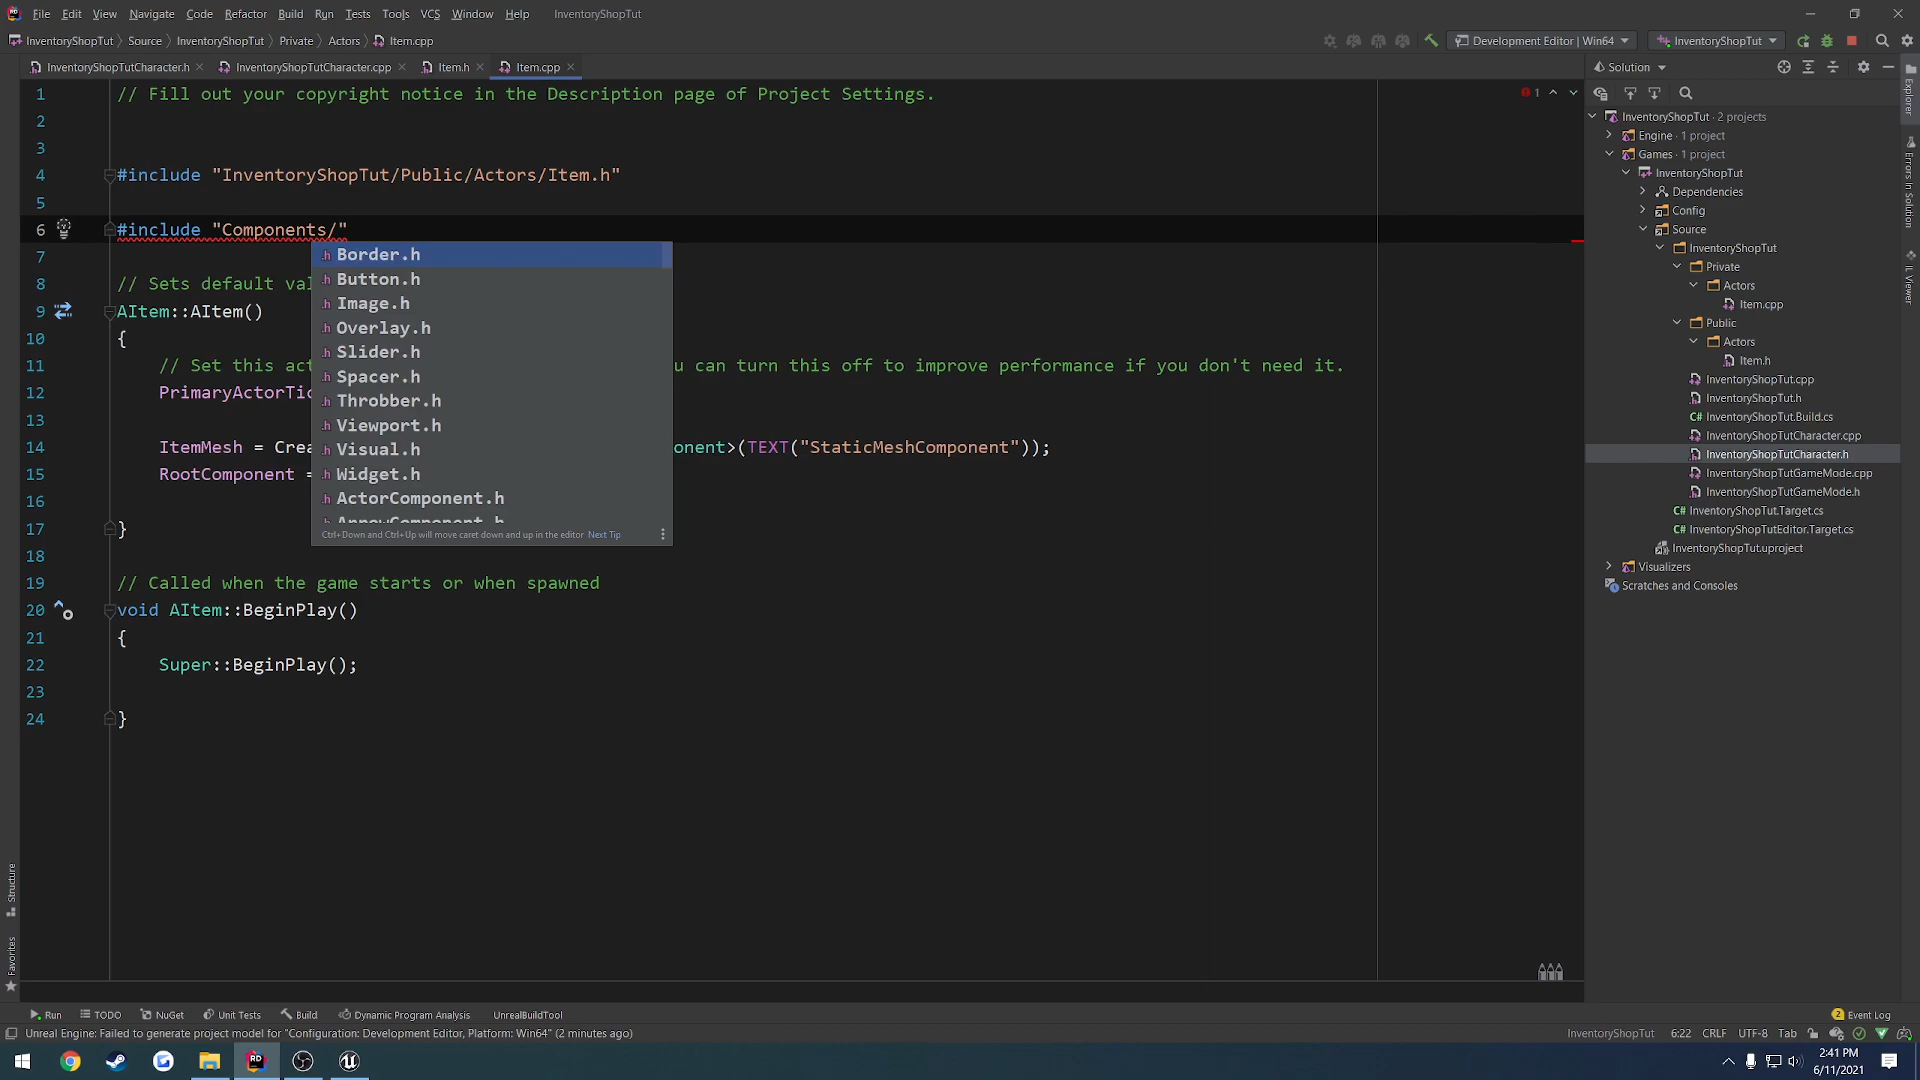 File Edit View Navigate Code Refactor Build Run Tests Tools VCS Window Help InventoryShopTut
InventoryShopTut Source InventoryShopTut Private Actors Item.cpp
Development Editor | Win64 InventoryShopTut
InventoryShopTutCharacter.h InventoryShopTutCharacter.cpp Item.h Item.cpp
1 // Fill out your copyright notice in the Description page of Project Settings.
1
2
3
4 #include "InventoryShopTut/Public/Actors/Item.h"
5
6 #include "Components/"
7
Border.h
Button.h
Image.h
Overlay.h
Slider.h
Spacer.h
Throbber.h
Viewport.h
Visual.h
Widget.h
ActorComponent.h
ArrowComponent.h
Ctrl+Down and Ctrl+Up will move caret down and up in the editor Next Tip
8 // Sets default val
9 AItem::AItem()
10 {
11 // Set this act u can turn this off to improve performance if you don't need it.
12 PrimaryActorTic
13
14 ItemMesh = Crea onent>(TEXT("StaticMeshComponent"));
15 RootComponent =
16
17 }
18
19 // Called when the game starts or when spawned
20 void AItem::BeginPlay()
21 {
22 Super::BeginPlay();
23
24 }
Solution
InventoryShopTut · 2 projects
Engine · 1 project
Games · 1 project
InventoryShopTut
Dependencies
Config
Source
InventoryShopTut
Private
Actors
Item.cpp
Public
Actors
Item.h
InventoryShopTut.cpp
InventoryShopTut.h
InventoryShopTut.Build.cs
InventoryShopTutCharacter.cpp
InventoryShopTutCharacter.h
InventoryShopTutGameMode.cpp
InventoryShopTutGameMode.h
InventoryShopTut.Target.cs
InventoryShopTutEditor.Target.cs
InventoryShopTut.uproject
Visualizers
Scratches and Consoles
Explorer
Errors In Solution
IL Viewer
Structure
Favorites
Run TODO NuGet Unit Tests Build Dynamic Program Analysis UnrealBuildTool 2 Event Log
Unreal Engine: Failed to generate project model for "Configuration: Development Editor, Platform: Win64" (2 minutes ago) InventoryShopTut 6:22 CRLF UTF-8 Tab
RD
2:41 PM
6/11/2021